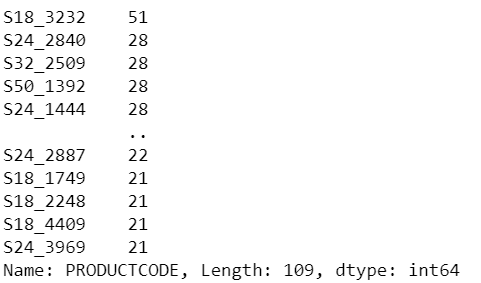 S18_3232    51
S24_2840    28
S32_2509    28
S50_1392    28
S24_1444    28
            ..
S24_2887    22
S18_1749    21
S18_2248    21
S18_4409    21
S24_3969    21
Name: PRODUCTCODE, Length: 109, dtype: int64